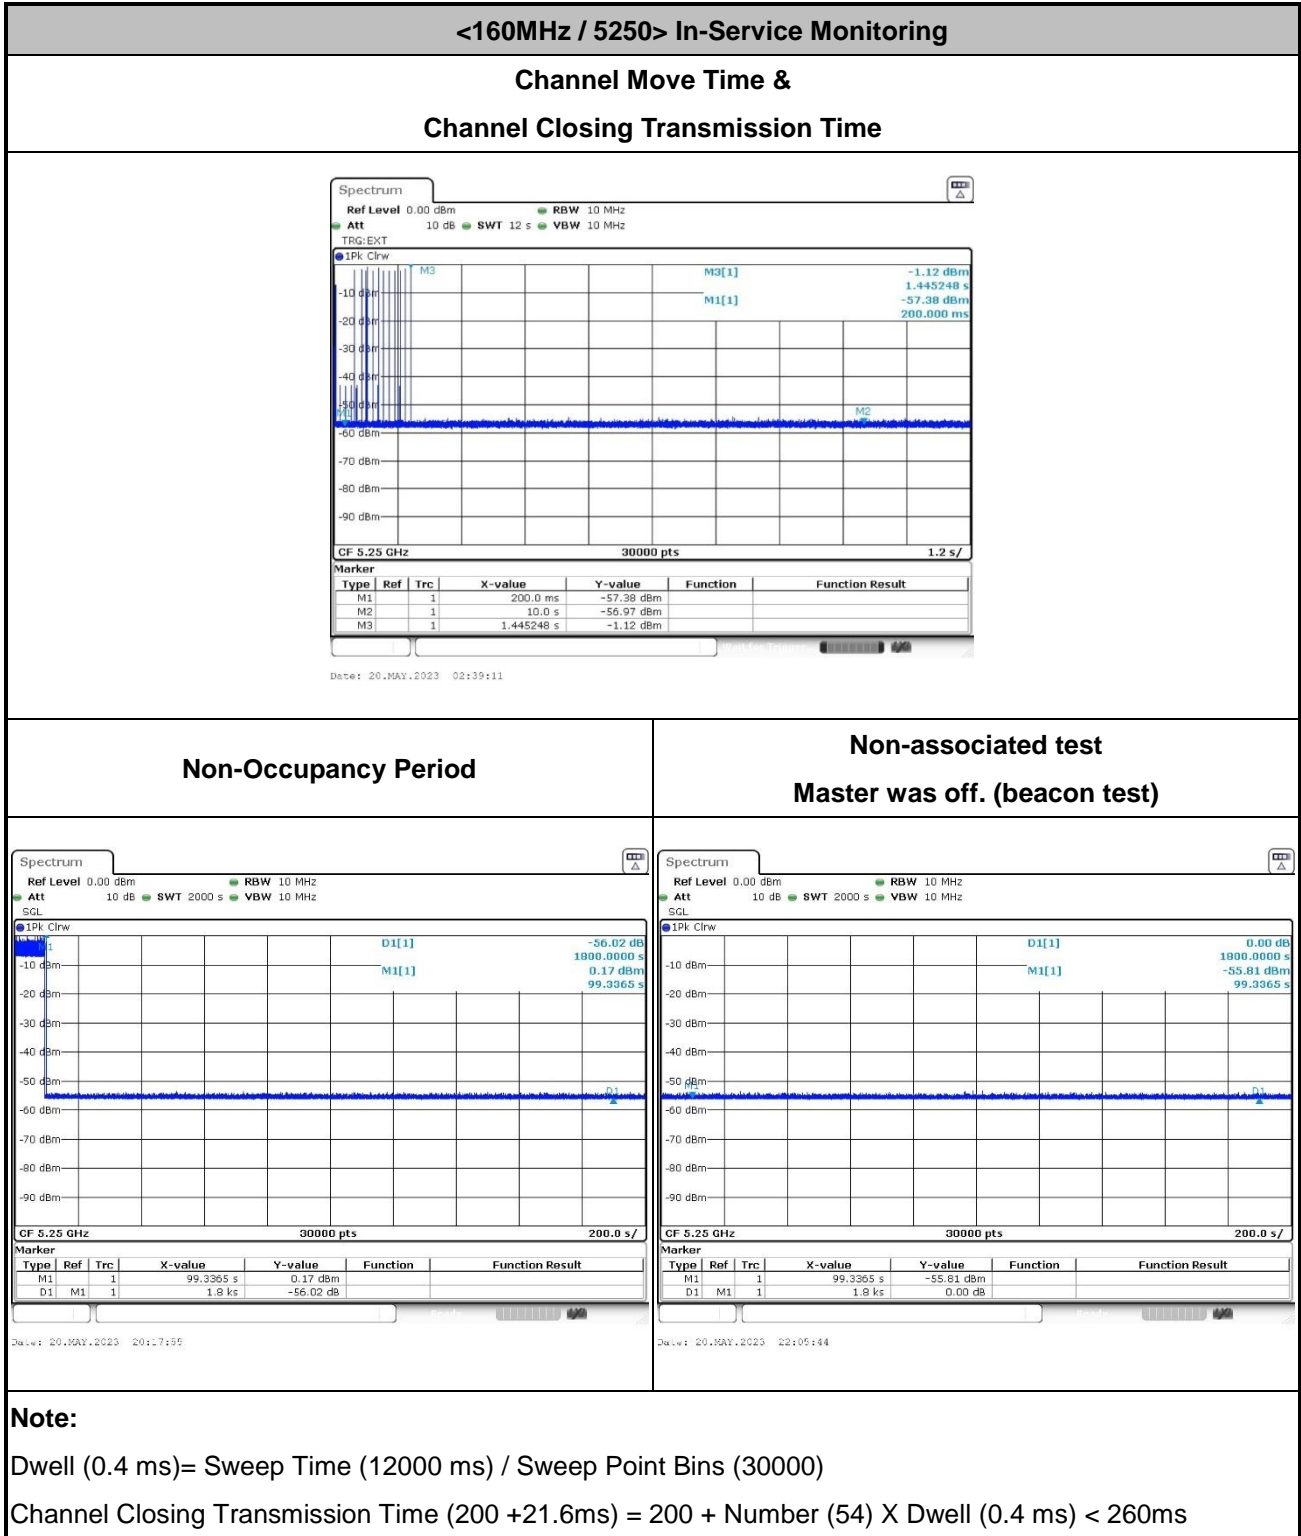 <160MHz / 5250> In-Service Monitoring
Channel Move Time &
Channel Closing Transmission Time
Spectrum
Ref Level 0.00 dBm RBW 10 MHz
Att 10 dB SWT 12 s VBW 10 MHz
TRG:EXT
1Pk Clrw
M3
M3[1] -1.12 dBm
1.445248 s
-10 dBm
M1[1] -57.38 dBm
200.000 ms
-20 dBm
-30 dBm
-40 dBm
-50 dBm
M1
M2
-60 dBm
-70 dBm
-80 dBm
-90 dBm
CF 5.25 GHz 30000 pts 1.2 s/
Marker
Type Ref Trc X-value Y-value Function Function Result
M1 1 200.0 ms -57.38 dBm
M2 1 10.0 s -56.97 dBm
M3 1 1.445248 s -1.12 dBm
Date: 20.MAY.2023 02:39:11
Non-Occupancy Period
Spectrum
Ref Level 0.00 dBm RBW 10 MHz
Att 10 dB SWT 2000 s VBW 10 MHz
SGL
1Pk Clrw
M1
D1[1] -56.02 dB
1800.0000 s
-10 dBm
M1[1] 0.17 dBm
99.3365 s
-20 dBm
-30 dBm
-40 dBm
-50 dBm
D1
-60 dBm
-70 dBm
-80 dBm
-90 dBm
CF 5.25 GHz 30000 pts 200.0 s/
Marker
Type Ref Trc X-value Y-value Function Function Result
M1 1 99.3365 s 0.17 dBm
D1 M1 1 1.8 ks -56.02 dB
Date: 20.MAY.2023 20:17:55
Non-associated test
Master was off. (beacon test)
Spectrum
Ref Level 0.00 dBm RBW 10 MHz
Att 10 dB SWT 2000 s VBW 10 MHz
SGL
1Pk Clrw
D1[1] 0.00 dB
1800.0000 s
-10 dBm
M1[1] -55.81 dBm
99.3365 s
-20 dBm
-30 dBm
-40 dBm
-50 dBm
M1
D1
-60 dBm
-70 dBm
-80 dBm
-90 dBm
CF 5.25 GHz 30000 pts 200.0 s/
Marker
Type Ref Trc X-value Y-value Function Function Result
M1 1 99.3365 s -55.81 dBm
D1 M1 1 1.8 ks 0.00 dB
Date: 20.MAY.2023 22:05:44
Note:
Dwell (0.4 ms)= Sweep Time (12000 ms) / Sweep Point Bins (30000)
Channel Closing Transmission Time (200 +21.6ms) = 200 + Number (54) X Dwell (0.4 ms) < 260ms